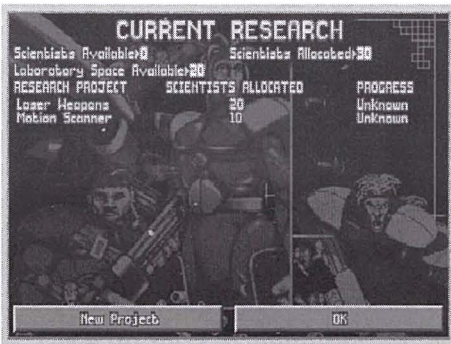 CURRENT RESEARCH
Scientists Available>0 Scientists Allocated>30
Laboratory Space Available>20
RESEARCH PROJECT SCIENTISTS ALLOCATED PROGRESS
Laser Weapons 20 Unknown
Motion Scanner 10 Unknown
New Project OK